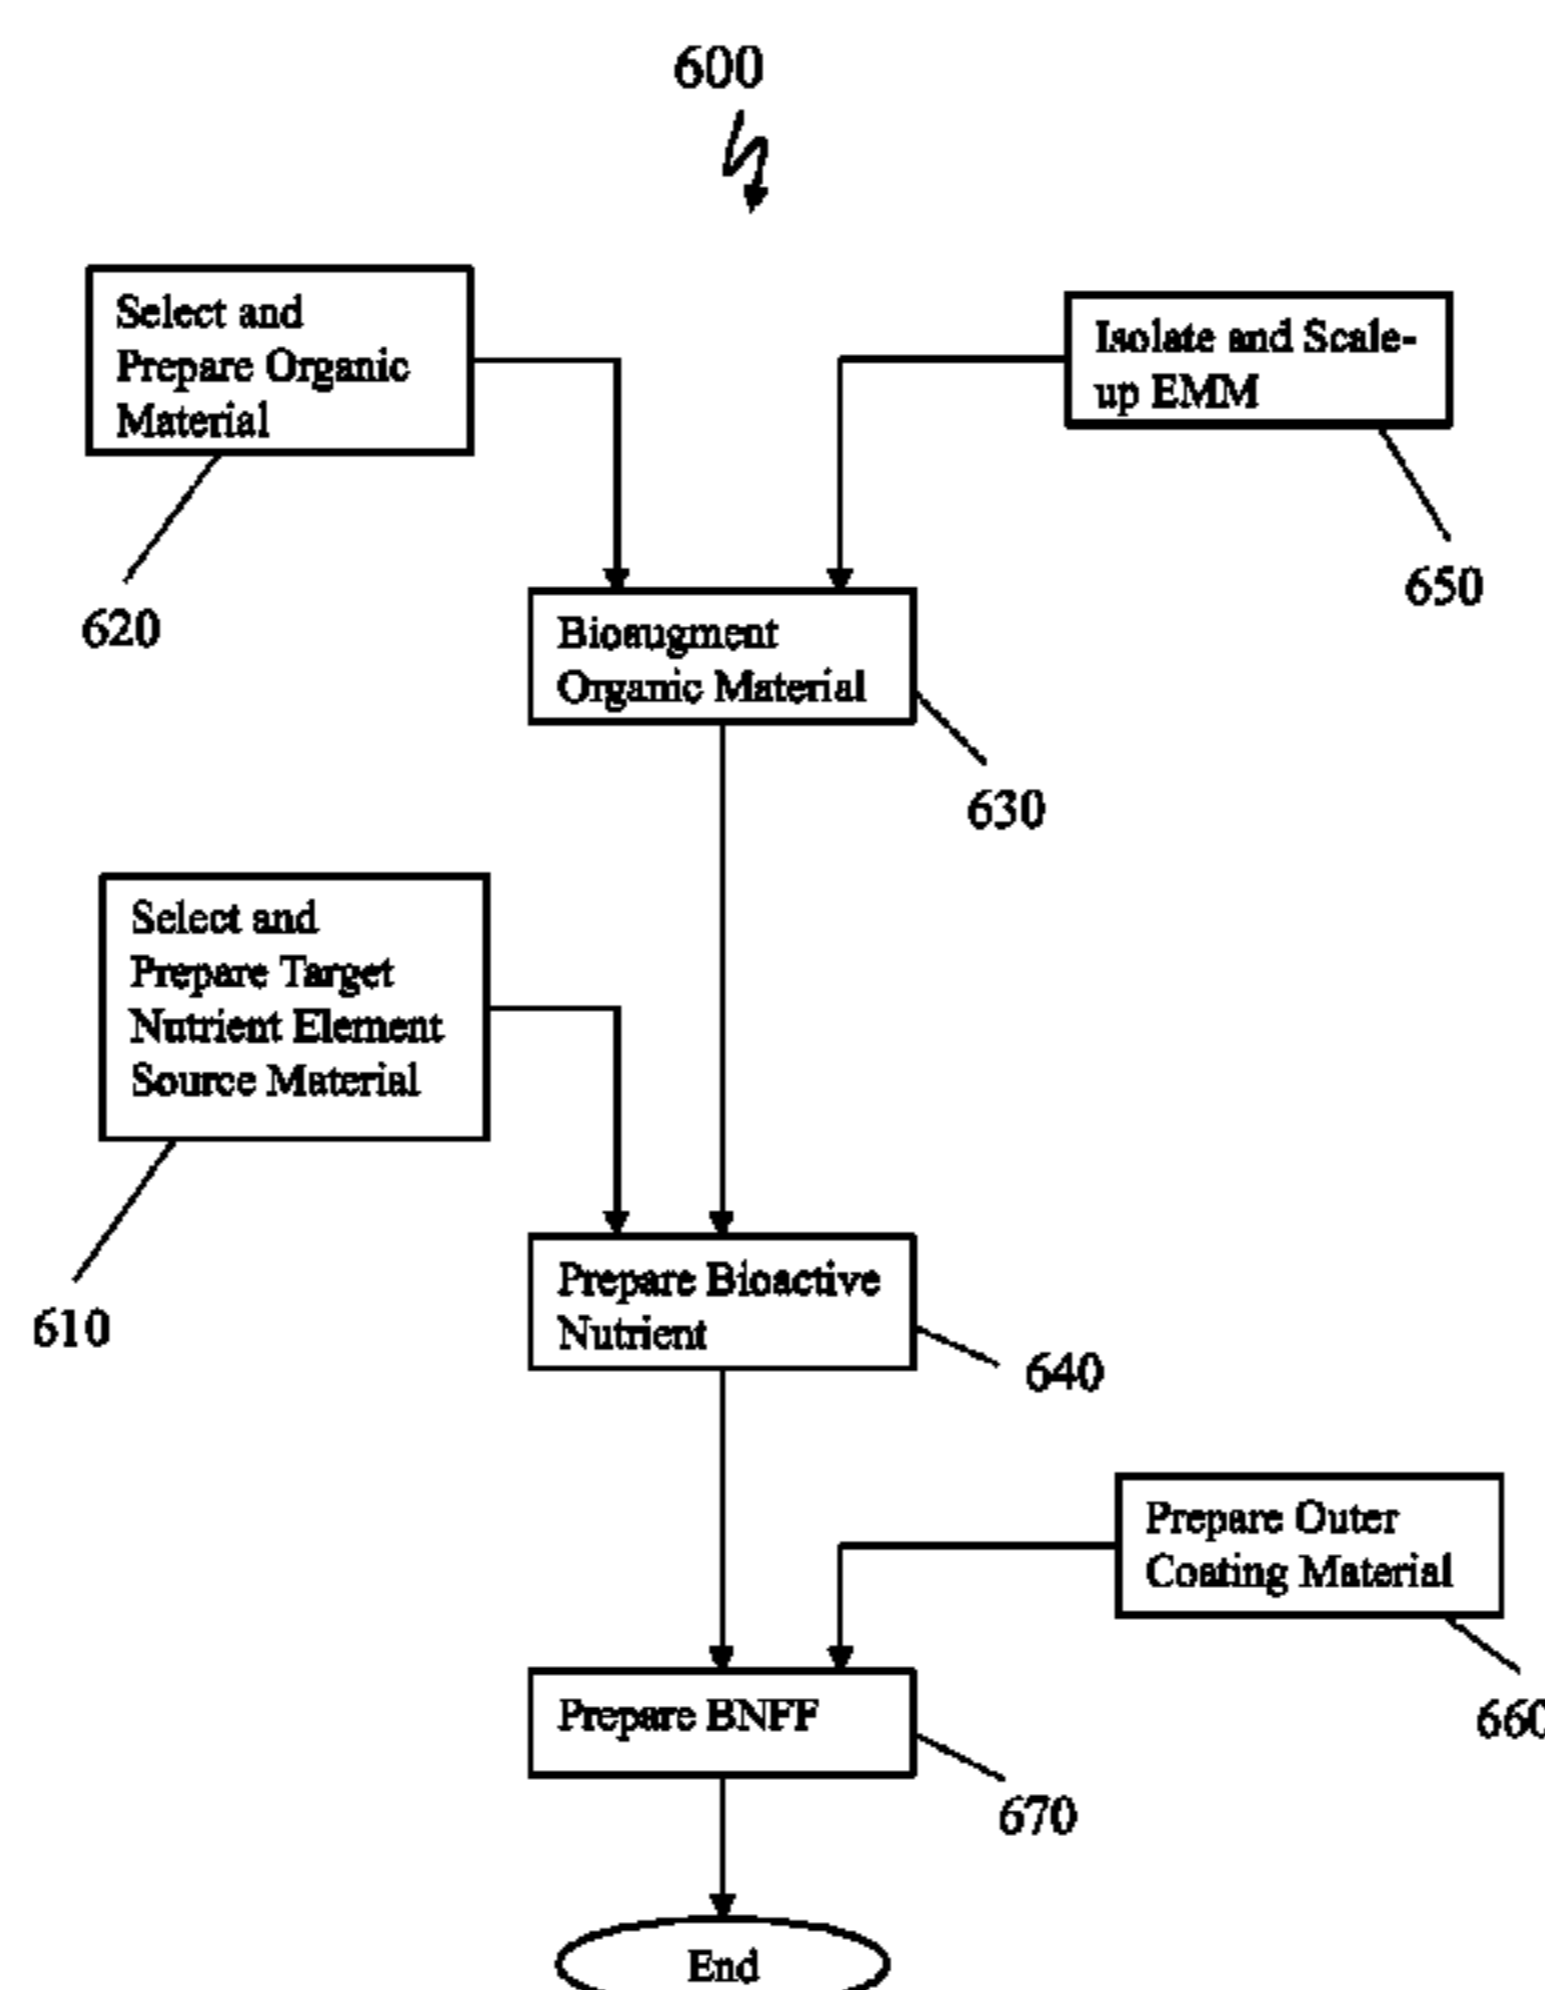 600
Select and
Prepare Organic
Material
Isolate and Scale-
up EMM
620
650
Bioaugment
Organic Material
630
Select and
Prepare Target
Nutrient Element
Source Material
610
Prepare Bioactive
Nutrient
640
Prepare Outer
Coating Material
660
Prepare BNFF
670
End